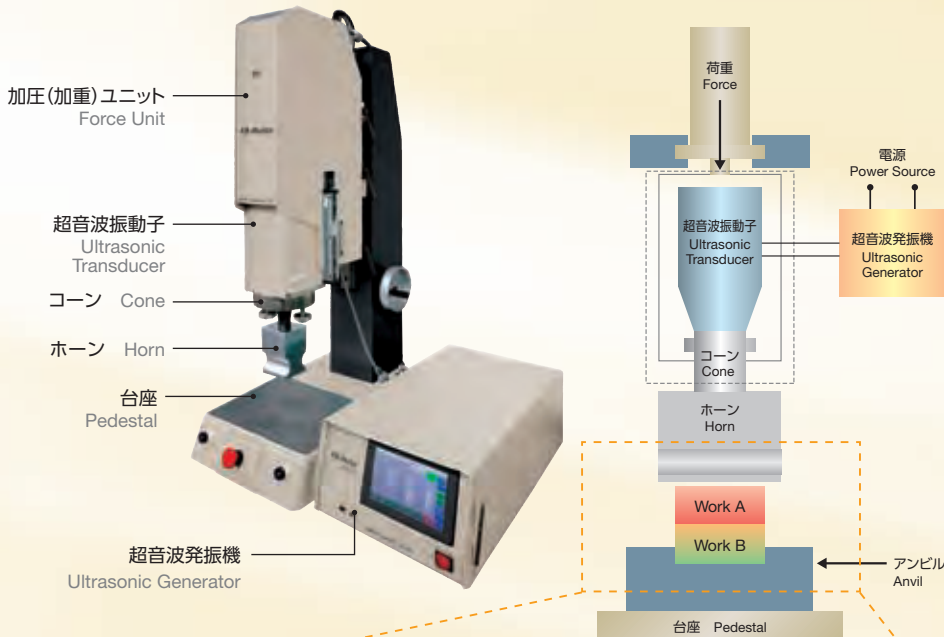 加圧(加重)ユニット
Force Unit
超音波振動子
Ultrasonic
Transducer
コーン Cone
ホーン Horn
台座
Pedestal
超音波発振機
Ultrasonic Generator
荷重
Force
電源
Power Source
超音波振動子
Ultrasonic
Transducer
超音波発振機
Ultrasonic
Generator
コーン
Cone
ホーン
Horn
Work A
Work B
アンビル
Anvil
台座 Pedestal